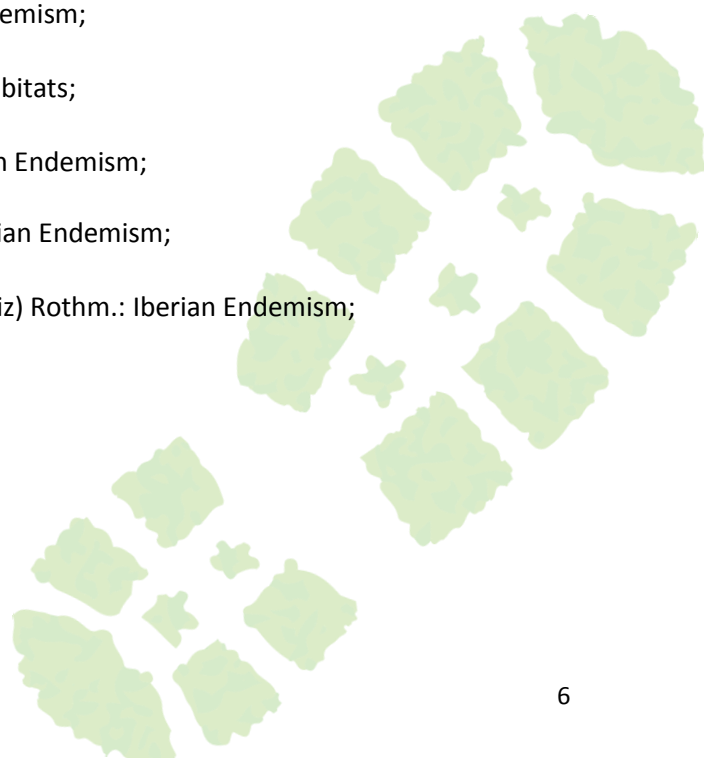 emism;
bitats;
n Endemism;
ian Endemism;
iz) Rothm.: Iberian Endemism;
6